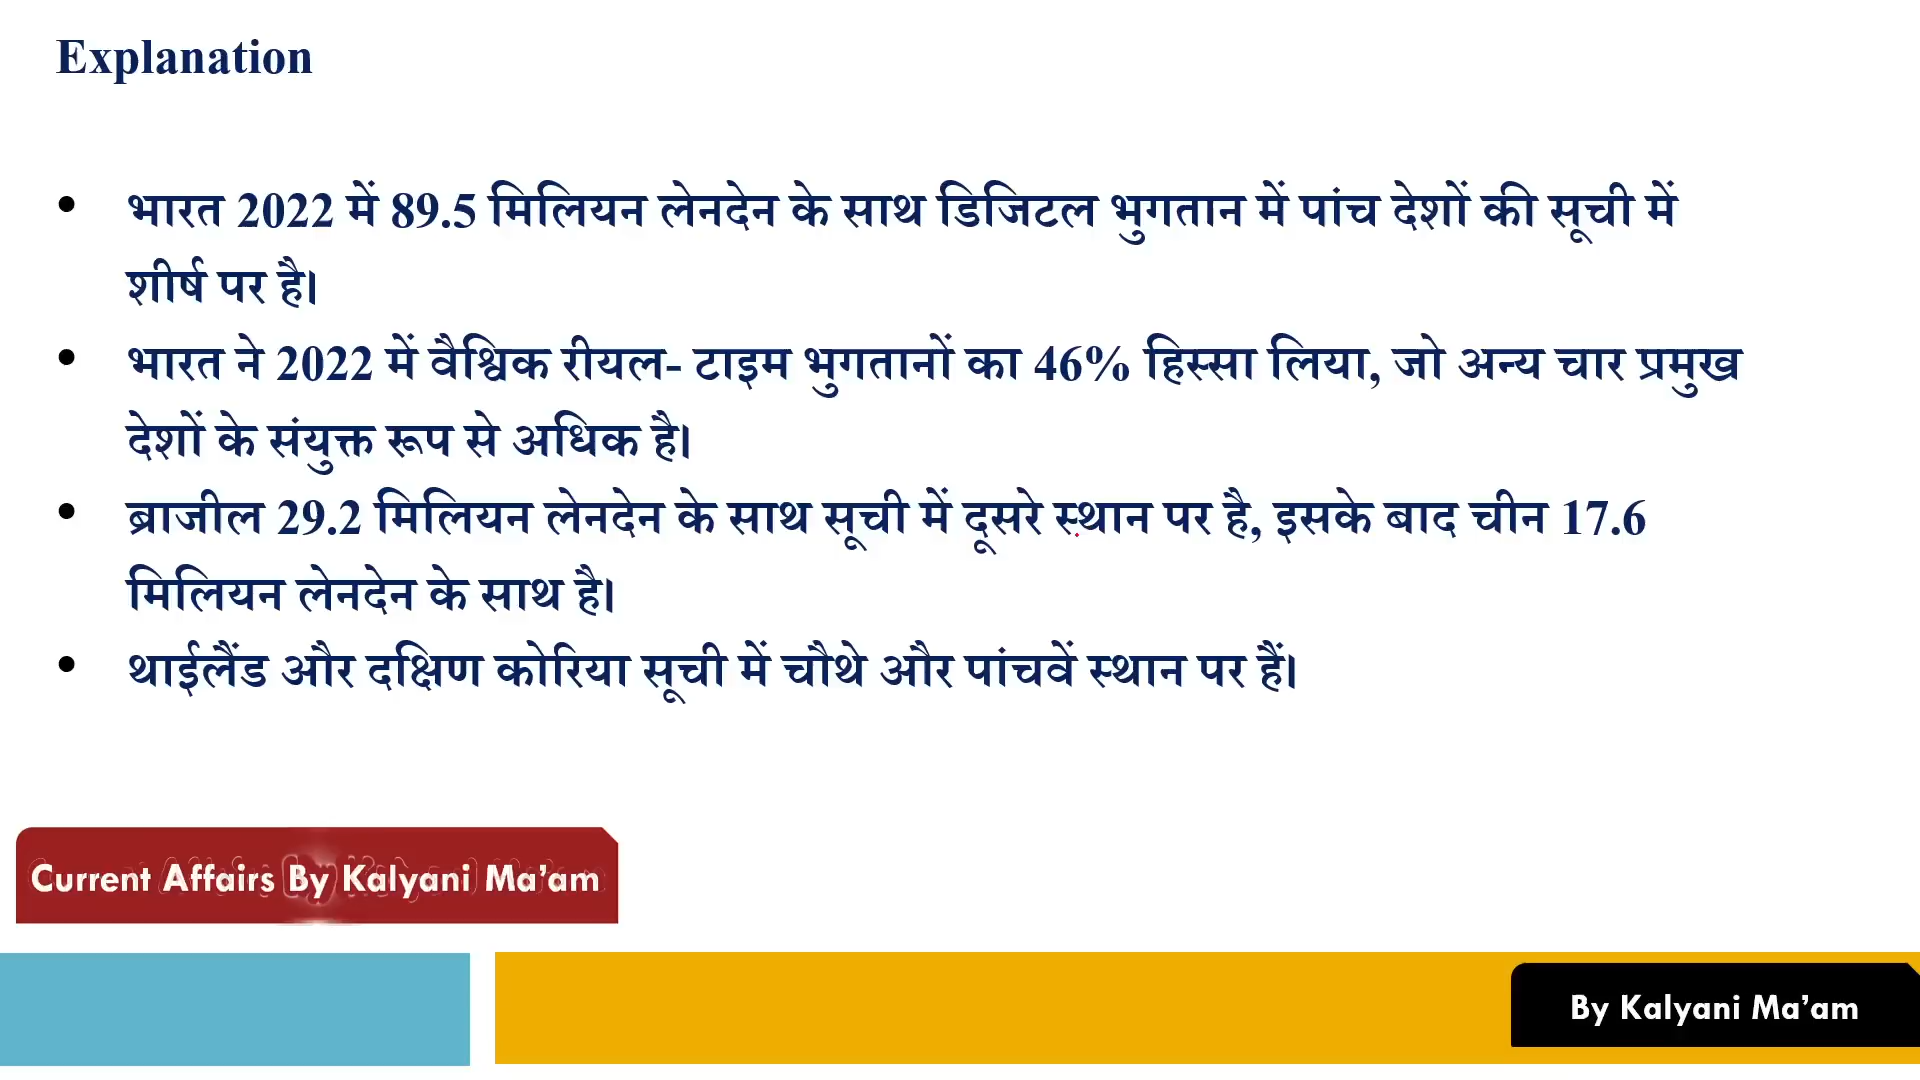 Explanation
• भारत 2022 में 89.5 मिलियन लेनदेन के साथ डिजिटल भुगतान में पांच देशों की सूची में
शीर्ष पर है।
• भारत ने 2022 में वैश्विक रीयल- टाइम भुगतानों का 46% हिस्सा लिया, जो अन्य चार प्रमुख
देशों के संयुक्त रूप से अधिक है।
• ब्राजील 29.2 मिलियन लेनदेन के साथ सूची में दूसरे स्थान पर है, इसके बाद चीन 17.6
मिलियन लेनदेन के साथ है।
• थाईलैंड और दक्षिण कोरिया सूची में चौथे और पांचवें स्थान पर हैं।
Current Affairs By Kalyani Ma’am
By Kalyani Ma’am